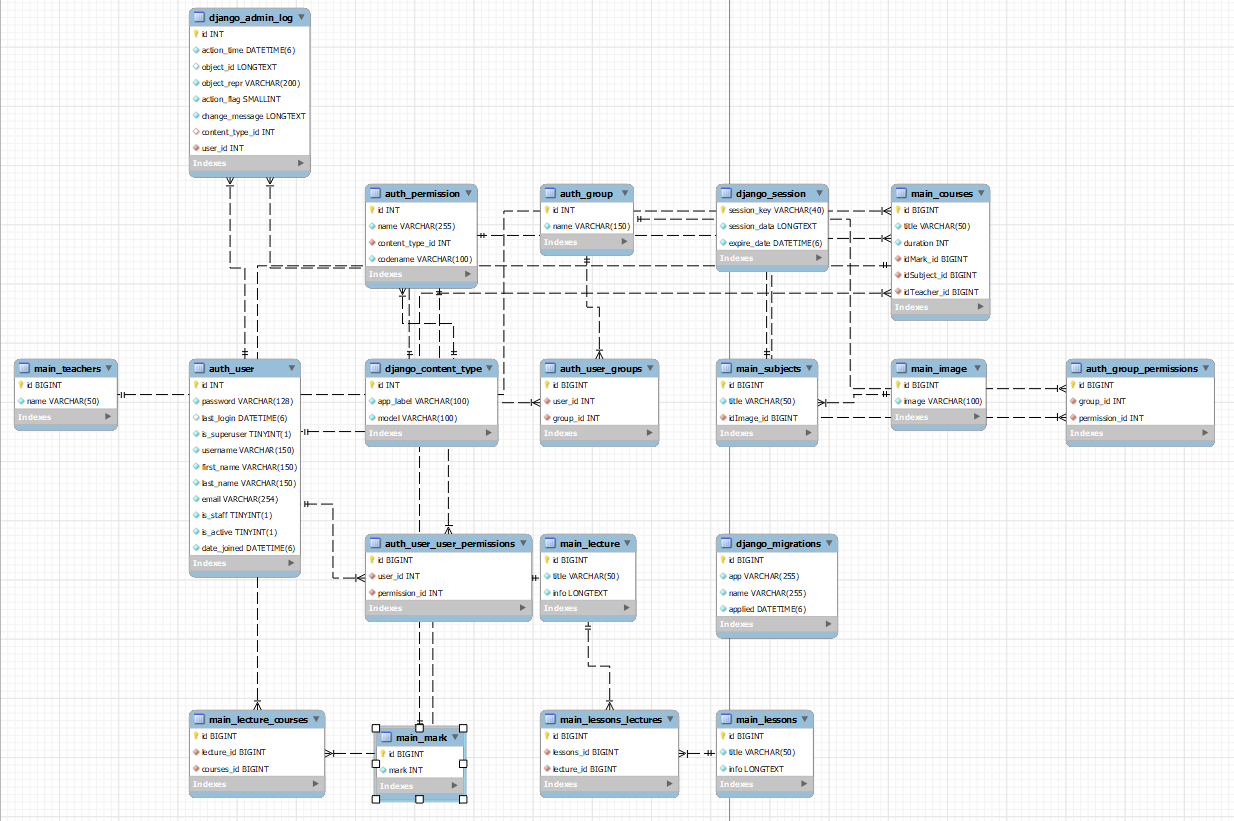 django_admin_log
id INT
action_time DATETIME(6)
object_id LONGTEXT
object_repr VARCHAR(200)
action_flag SMALLINT
change_message LONGTEXT
content_type_id INT
user_id INT
Indexes
auth_permission
id INT
name VARCHAR(255)
content_type_id INT
codename VARCHAR(100)
Indexes
auth_group
id INT
name VARCHAR(150)
Indexes
django_session
session_key VARCHAR(40)
session_data LONGTEXT
expire_date DATETIME(6)
Indexes
main_courses
id BIGINT
title VARCHAR(50)
duration INT
idMark_id BIGINT
idSubject_id BIGINT
idTeacher_id BIGINT
Indexes
main_teachers
id BIGINT
name VARCHAR(50)
Indexes
auth_user
id INT
password VARCHAR(128)
last_login DATETIME(6)
is_superuser TINYINT(1)
username VARCHAR(150)
first_name VARCHAR(150)
last_name VARCHAR(150)
email VARCHAR(254)
is_staff TINYINT(1)
is_active TINYINT(1)
date_joined DATETIME(6)
Indexes
django_content_type
id INT
app_label VARCHAR(100)
model VARCHAR(100)
Indexes
auth_user_groups
id BIGINT
user_id INT
group_id INT
Indexes
main_subjects
id BIGINT
title VARCHAR(50)
idImage_id BIGINT
Indexes
main_image
id BIGINT
image VARCHAR(100)
Indexes
auth_group_permissions
id BIGINT
group_id INT
permission_id INT
Indexes
auth_user_user_permissions
id BIGINT
user_id INT
permission_id INT
Indexes
main_lecture
id BIGINT
title VARCHAR(50)
info LONGTEXT
Indexes
django_migrations
id BIGINT
app VARCHAR(255)
name VARCHAR(255)
applied DATETIME(6)
Indexes
main_lecture_courses
id BIGINT
lecture_id BIGINT
courses_id BIGINT
Indexes
main_mark
id BIGINT
mark INT
Indexes
main_lessons_lectures
id BIGINT
lessons_id BIGINT
lecture_id BIGINT
Indexes
main_lessons
id BIGINT
title VARCHAR(50)
info LONGTEXT
Indexes